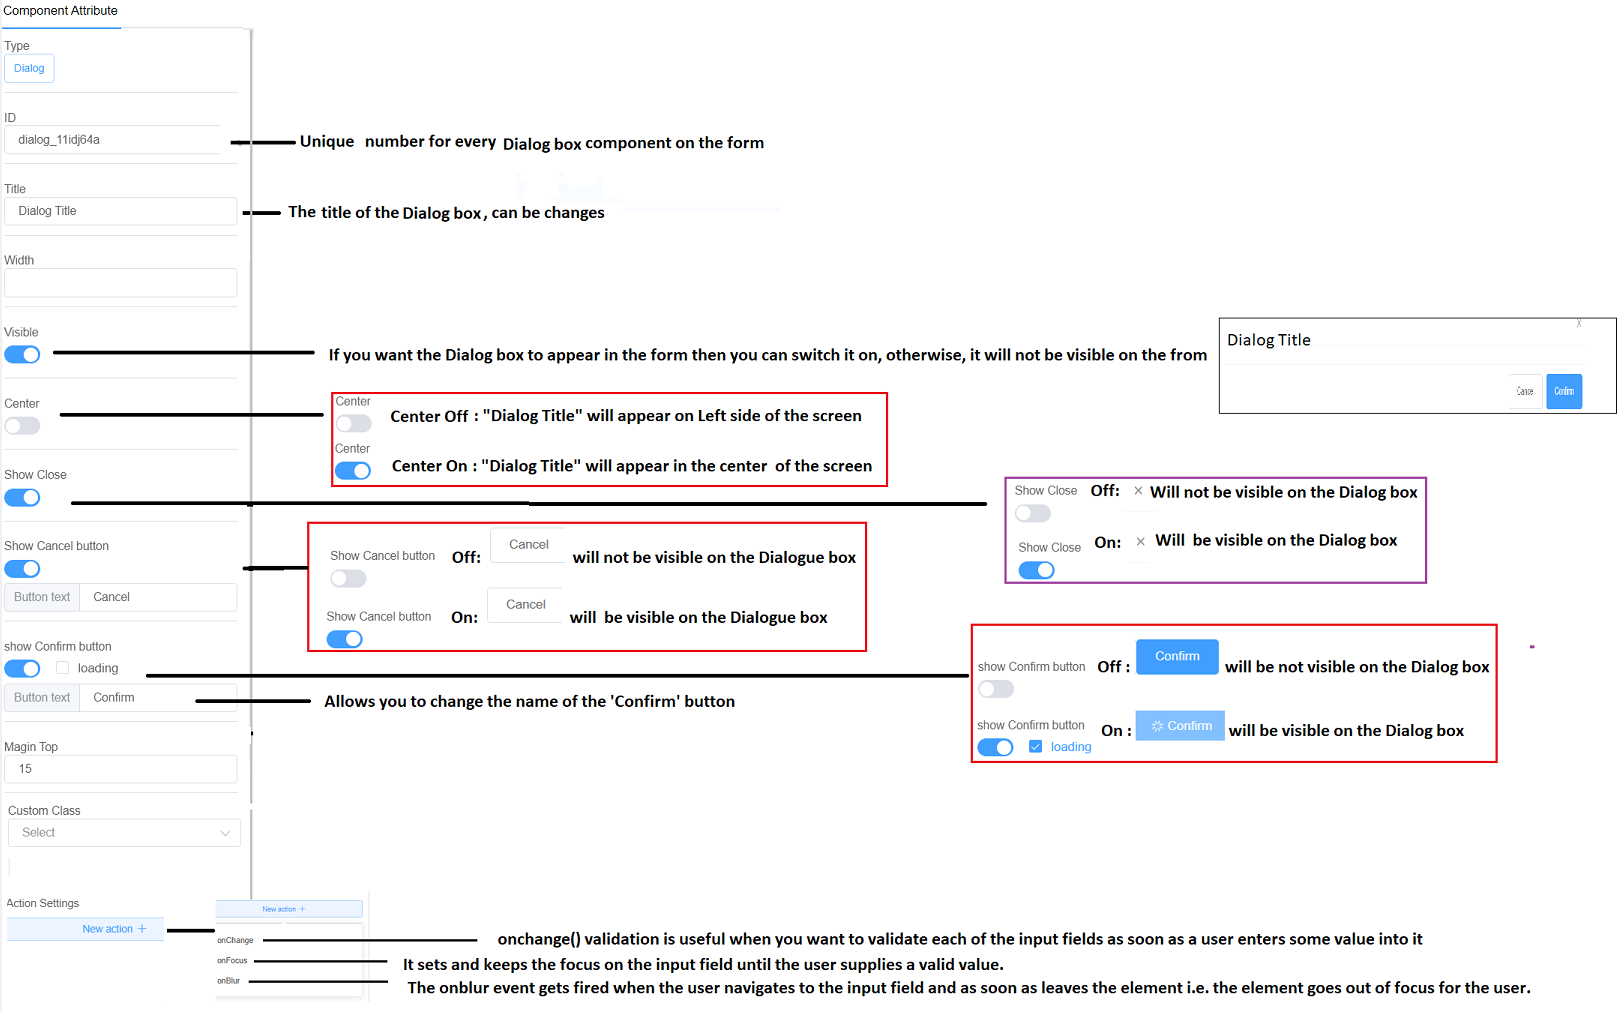 Component Attribute
Type
Dialog
ID
dialog_11idj64a
Unique number for every Dialog box component on the form
Title
Dialog Title
The title of the Dialog box, can be changes
Width
Visible
If you want the Dialog box to appear in the form then you can switch it on, otherwise, it will not be visible on the from
X
Dialog Title
Cance
Confirm
Center
Center
Center Off : "Dialog Title" will appear on Left side of the screen
Center
Center On : "Dialog Title" will appear in the center of the screen
Show Close
Show Close Off: × Will not be visible on the Dialog box
Show Close On: × Will be visible on the Dialog box
Show Cancel button
Button text Cancel
Show Cancel button Off: Cancel will not be visible on the Dialogue box
Show Cancel button On: Cancel will be visible on the Dialogue box
show Confirm button
loading
Button text Confirm
Allows you to change the name of the 'Confirm' button
show Confirm button Off : Confirm will be not visible on the Dialog box
show Confirm button On : Confirm will be visible on the Dialog box
loading
Magin Top
15
Custom Class
Select
Action Settings
New action +
New action +
onChange onchange() validation is useful when you want to validate each of the input fields as soon as a user enters some value into it
onFocus It sets and keeps the focus on the input field until the user supplies a valid value.
onBlur The onblur event gets fired when the user navigates to the input field and as soon as leaves the element i.e. the element goes out of focus for the user.